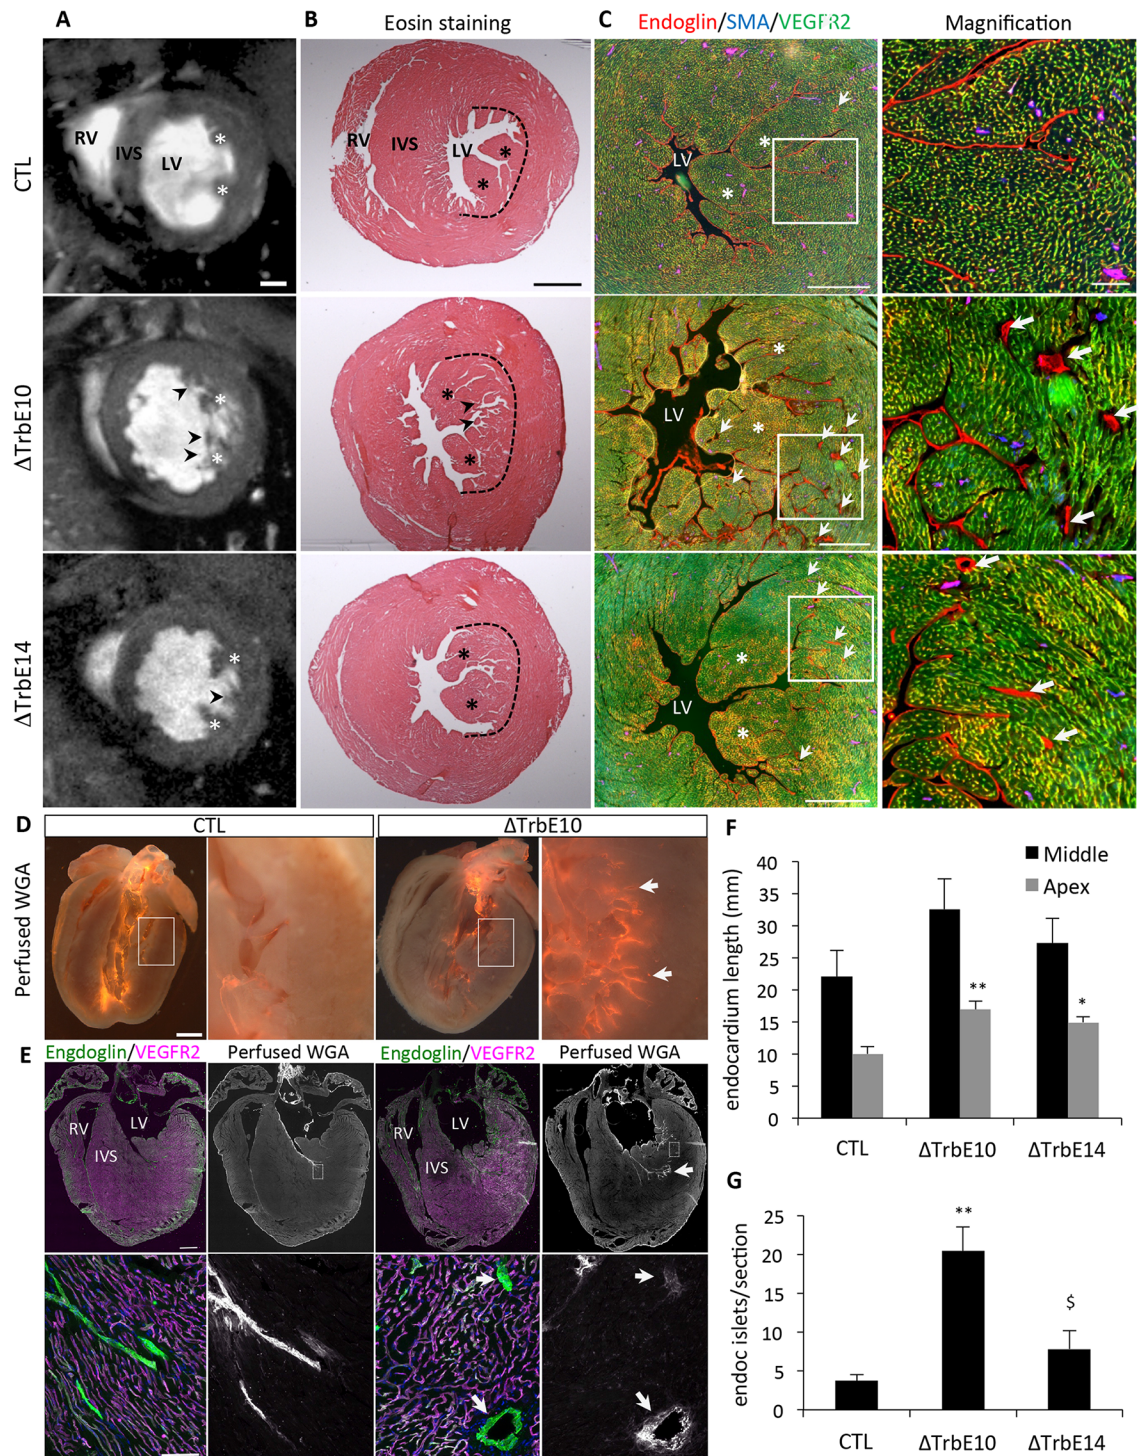 A
B
Eosin staining
C
Endoglin/SMA/VEGFR2
Magnification
CTL
RV
IVS
LV
*
*
RV
IVS
LV
*
*
LV
*
*
ΔTrbE10
*
*
*
*
LV
*
*
ΔTrbE14
*
*
*
*
LV
*
*
D
CTL
ΔTrbE10
Perfused WGA
E
Engdoglin/VEGFR2
Perfused WGA
Engdoglin/VEGFR2
Perfused WGA
RV
LV
IVS
RV
LV
IVS
F
endocardium length (mm)
40
35
30
25
20
15
10
5
0
Middle
Apex
**
*
CTL
ΔTrbE10
ΔTrbE14
G
endoc islets/section
25
20
15
10
5
0
**
$
CTL
ΔTrbE10
ΔTrbE14